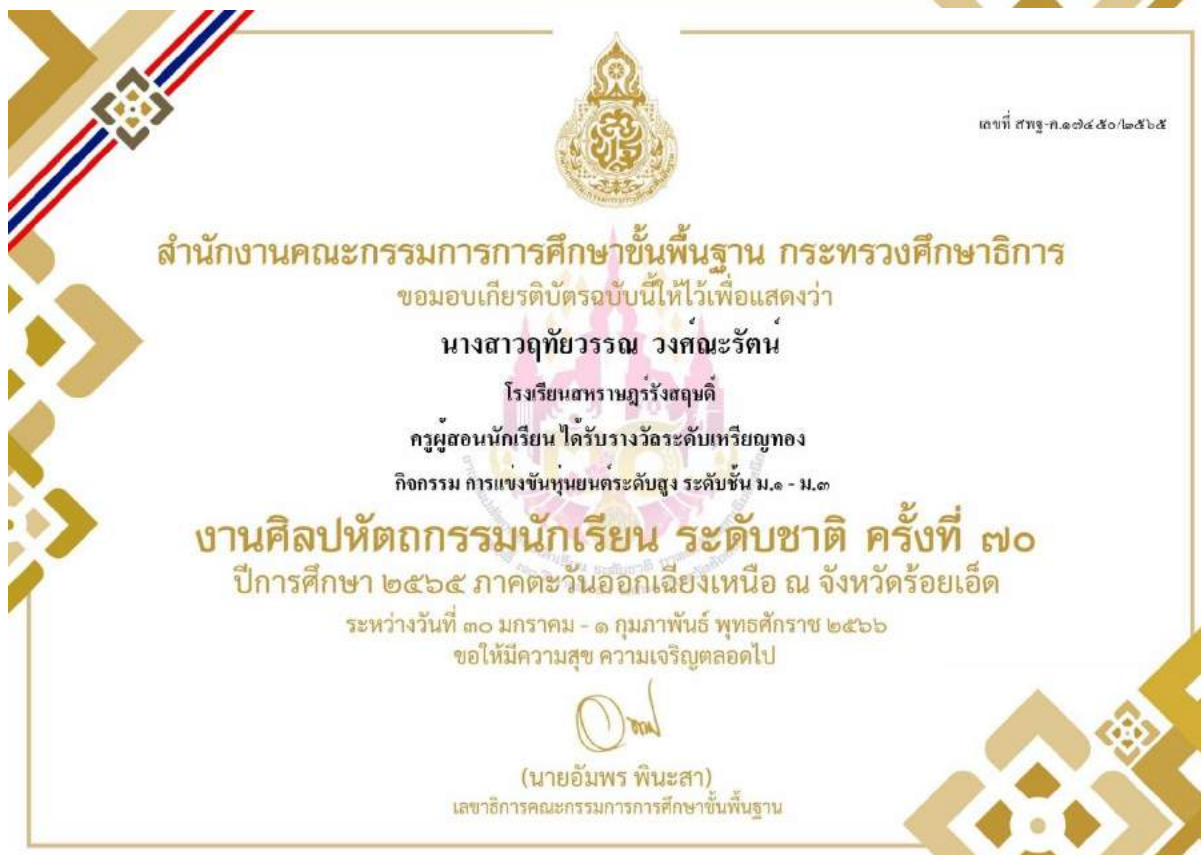 เลขที่ สพฐ-ค.๑๗๔๕๐/๒๕๖๕
สำนักงานคณะกรรมการการศึกษาขั้นพื้นฐาน กระทรวงศึกษาธิการ
ขอมอบเกียรติบัตรฉบับนี้ให้ไว้เพื่อแสดงว่า
นางสาวฤทัยวรรณ วงศ์ณะรัตน์
โรงเรียนสหราษฎร์รังสฤษดิ์
ครูผู้สอนนักเรียน ได้รับรางวัลระดับเหรียญทอง
กิจกรรม การแข่งขันหุ่นยนต์ระดับสูง ระดับชั้น ม.๑ - ม.๓
งานศิลปหัตถกรรมนักเรียน ระดับชาติ ครั้งที่ ๗๐
ปีการศึกษา ๒๕๖๕ ภาคตะวันออกเฉียงเหนือ ณ จังหวัดร้อยเอ็ด
ระหว่างวันที่ ๓๐ มกราคม - ๑ กุมภาพันธ์ พุทธศักราช ๒๕๖๖
ขอให้มีความสุข ความเจริญตลอดไป
(นายอัมพร พินะสา)
เลขาธิการคณะกรรมการการศึกษาขั้นพื้นฐาน